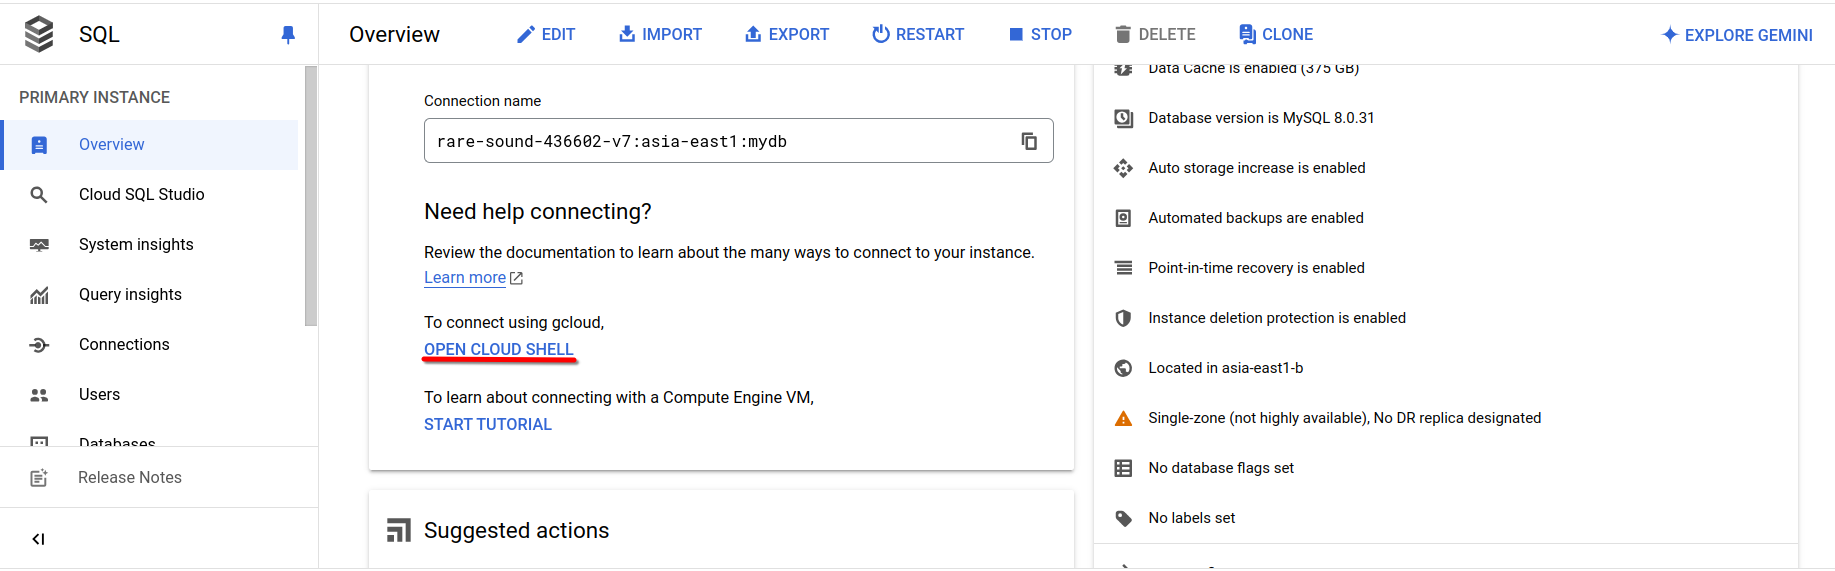 SQL
Overview
EDIT
IMPORT
EXPORT
RESTART
STOP
DELETE
CLONE
EXPLORE GEMINI
PRIMARY INSTANCE
Overview
Cloud SQL Studio
System insights
Query insights
Connections
Users
Databases
Release Notes
Connection name
rare-sound-436602-v7:asia-east1:mydb
Need help connecting?
Review the documentation to learn about the many ways to connect to your instance.
Learn more
To connect using gcloud,
OPEN CLOUD SHELL
To learn about connecting with a Compute Engine VM,
START TUTORIAL
Suggested actions
Data Cache is enabled (375 GB)
Database version is MySQL 8.0.31
Auto storage increase is enabled
Automated backups are enabled
Point-in-time recovery is enabled
Instance deletion protection is enabled
Located in asia-east1-b
Single-zone (not highly available), No DR replica designated
No database flags set
No labels set